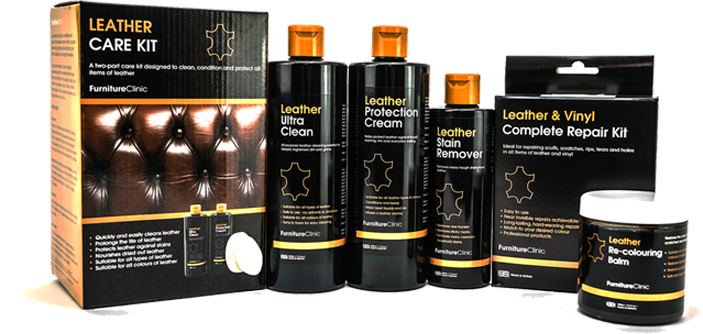 LEATHER
CARE KIT
A two-part care kit designed to clean, condition and protect all
items of leather
FurnitureClinic
Quickly and easily cleans leather
Prolongs the life of leather
Protects leather against stains
Nourishes dried out leather
Suitable for all types of leather
Suitable for all colours of leather
Leather
Ultra
Clean
Suitable for all types of leather
FurnitureClinic
Leather
Protection
Cream
FurnitureClinic
Leather
Stain
Remover
FurnitureClinic
Leather & Vinyl
Complete Repair Kit
Ideal for repairing scuffs, scratches, rips, tears and holes
in all items of leather and vinyl
Easy to use
Near invisible repairs achievable
Long-lasting, hard-wearing repair
Match to your desired colour
Professional products
FurnitureClinic
Leather
Re-colouring
Balm
FurnitureClinic